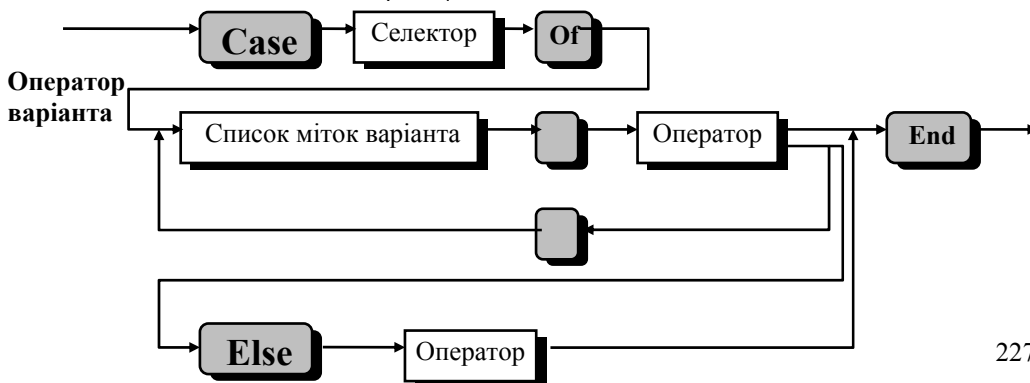 Case
Селектор
Of
Оператор
варіанта
Список міток варіанта
Оператор
End
Else
Оператор
227